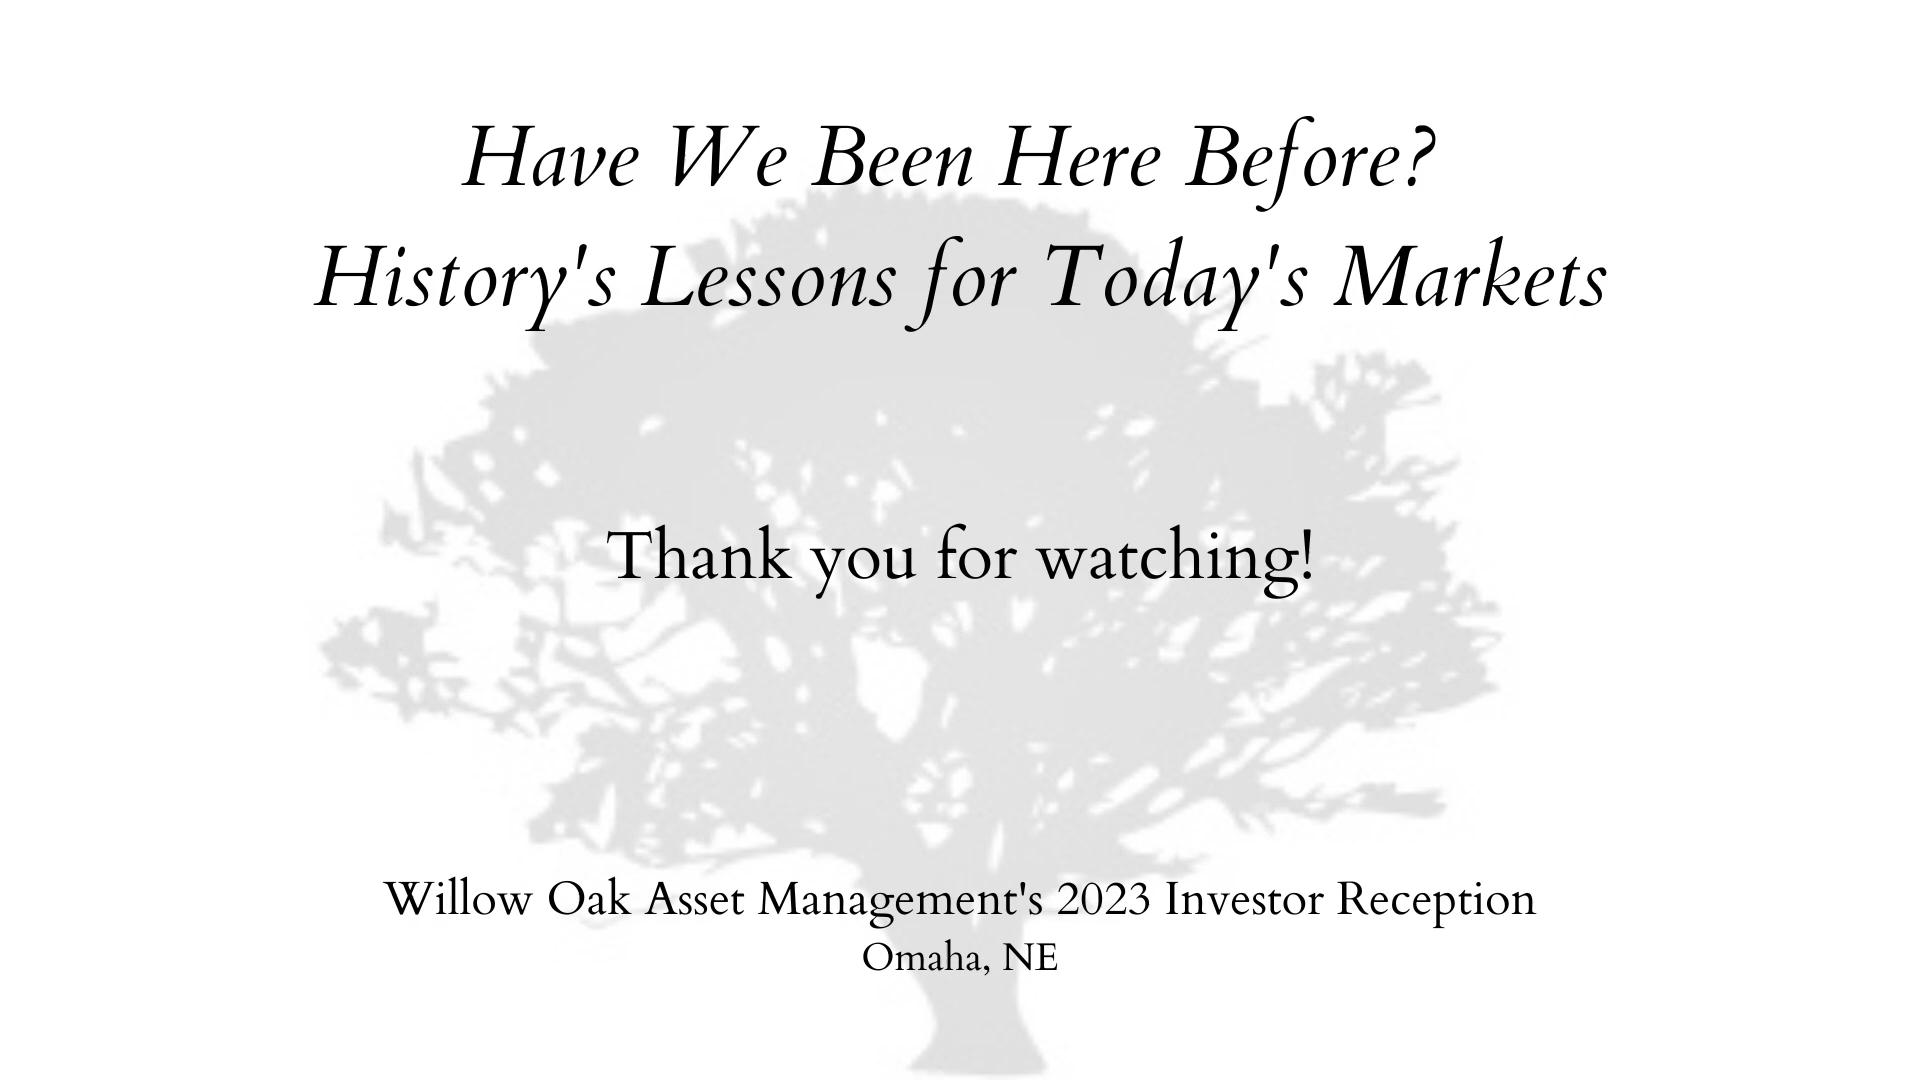 Have We Been Here Before?
History's Lessons for Today's Markets
Thank you for watching!
Willow Oak Asset Management's 2023 Investor Reception
Omaha, NE